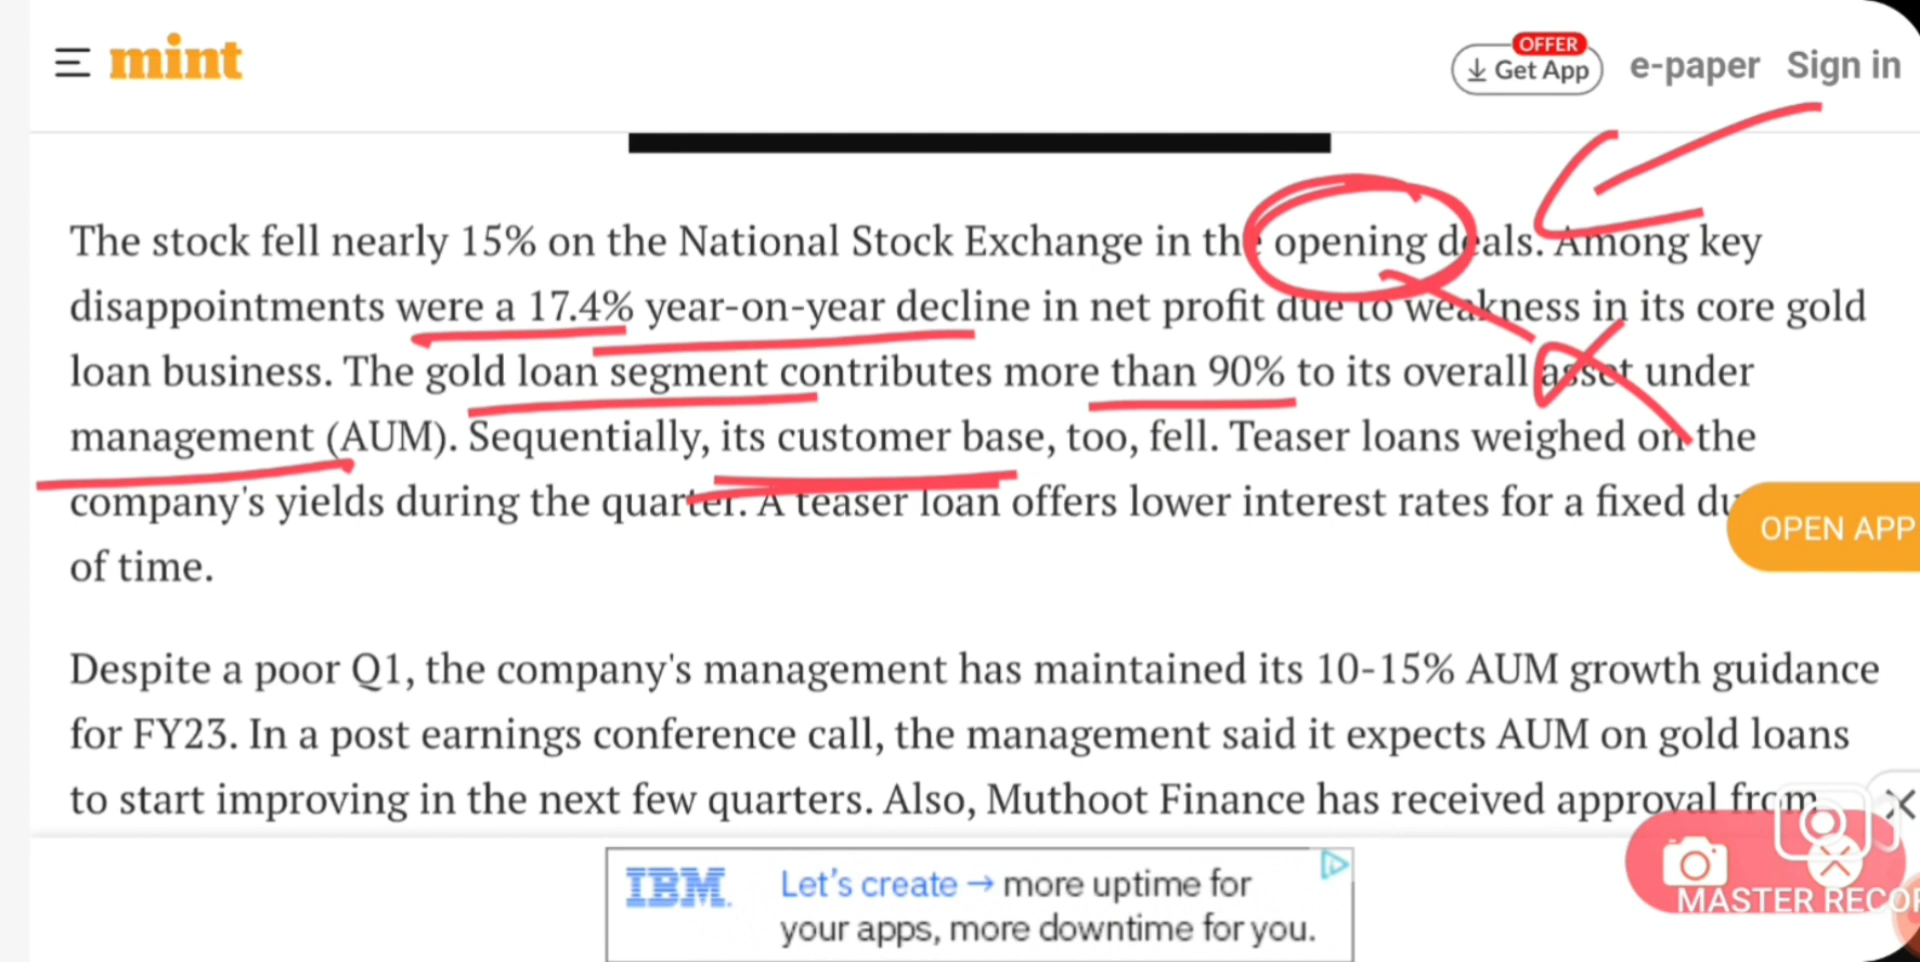 mint
OFFER
Get App
e-paper
Sign in
The stock fell nearly 15% on the National Stock Exchange in the opening deals. Among key
disappointments were a 17.4% year-on-year decline in net profit due to weakness in its core gold
loan business. The gold loan segment contributes more than 90% to its overall asset under
management (AUM). Sequentially, its customer base, too, fell. Teaser loans weighed on the
company's yields during the quarter. A teaser loan offers lower interest rates for a fixed du
of time.
OPEN APP
Despite a poor Q1, the company's management has maintained its 10-15% AUM growth guidance
for FY23. In a post earnings conference call, the management said it expects AUM on gold loans
to start improving in the next few quarters. Also, Muthoot Finance has received approval from
IBM
Let's create → more uptime for
your apps, more downtime for you.
MASTER RECOR